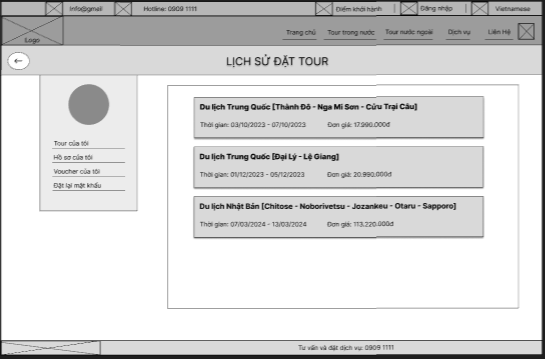 Info@gmail
Hotline: 0909 1111
Điểm khởi hành
Đăng nhập
Vietnamese
Logo
Trang chủ
Tour trong nước
Tour nước ngoài
Dịch vụ
Liên Hệ
LỊCH SỬ ĐẶT TOUR
Tour của tôi
Hồ sơ của tôi
Voucher của tôi
Đặt lại mật khẩu
Du lịch Trung Quốc [Thành Đô - Nga Mi Sơn - Cửu Trại Câu]
Thời gian: 03/10/2023 - 07/10/2023
Đơn giá: 17.990.000đ
Du lịch Trung Quốc [Đại Lý - Lệ Giang]
Thời gian: 01/12/2023 - 05/12/2023
Đơn giá: 20.990.000đ
Du lịch Nhật Bản [Chitose - Noborivetsu - Jozankeu - Otaru - Sapporo]
Thời gian: 07/03/2024 - 13/03/2024
Đơn giá: 113.220.000đ
Tư vấn và đặt dịch vụ: 0909 1111